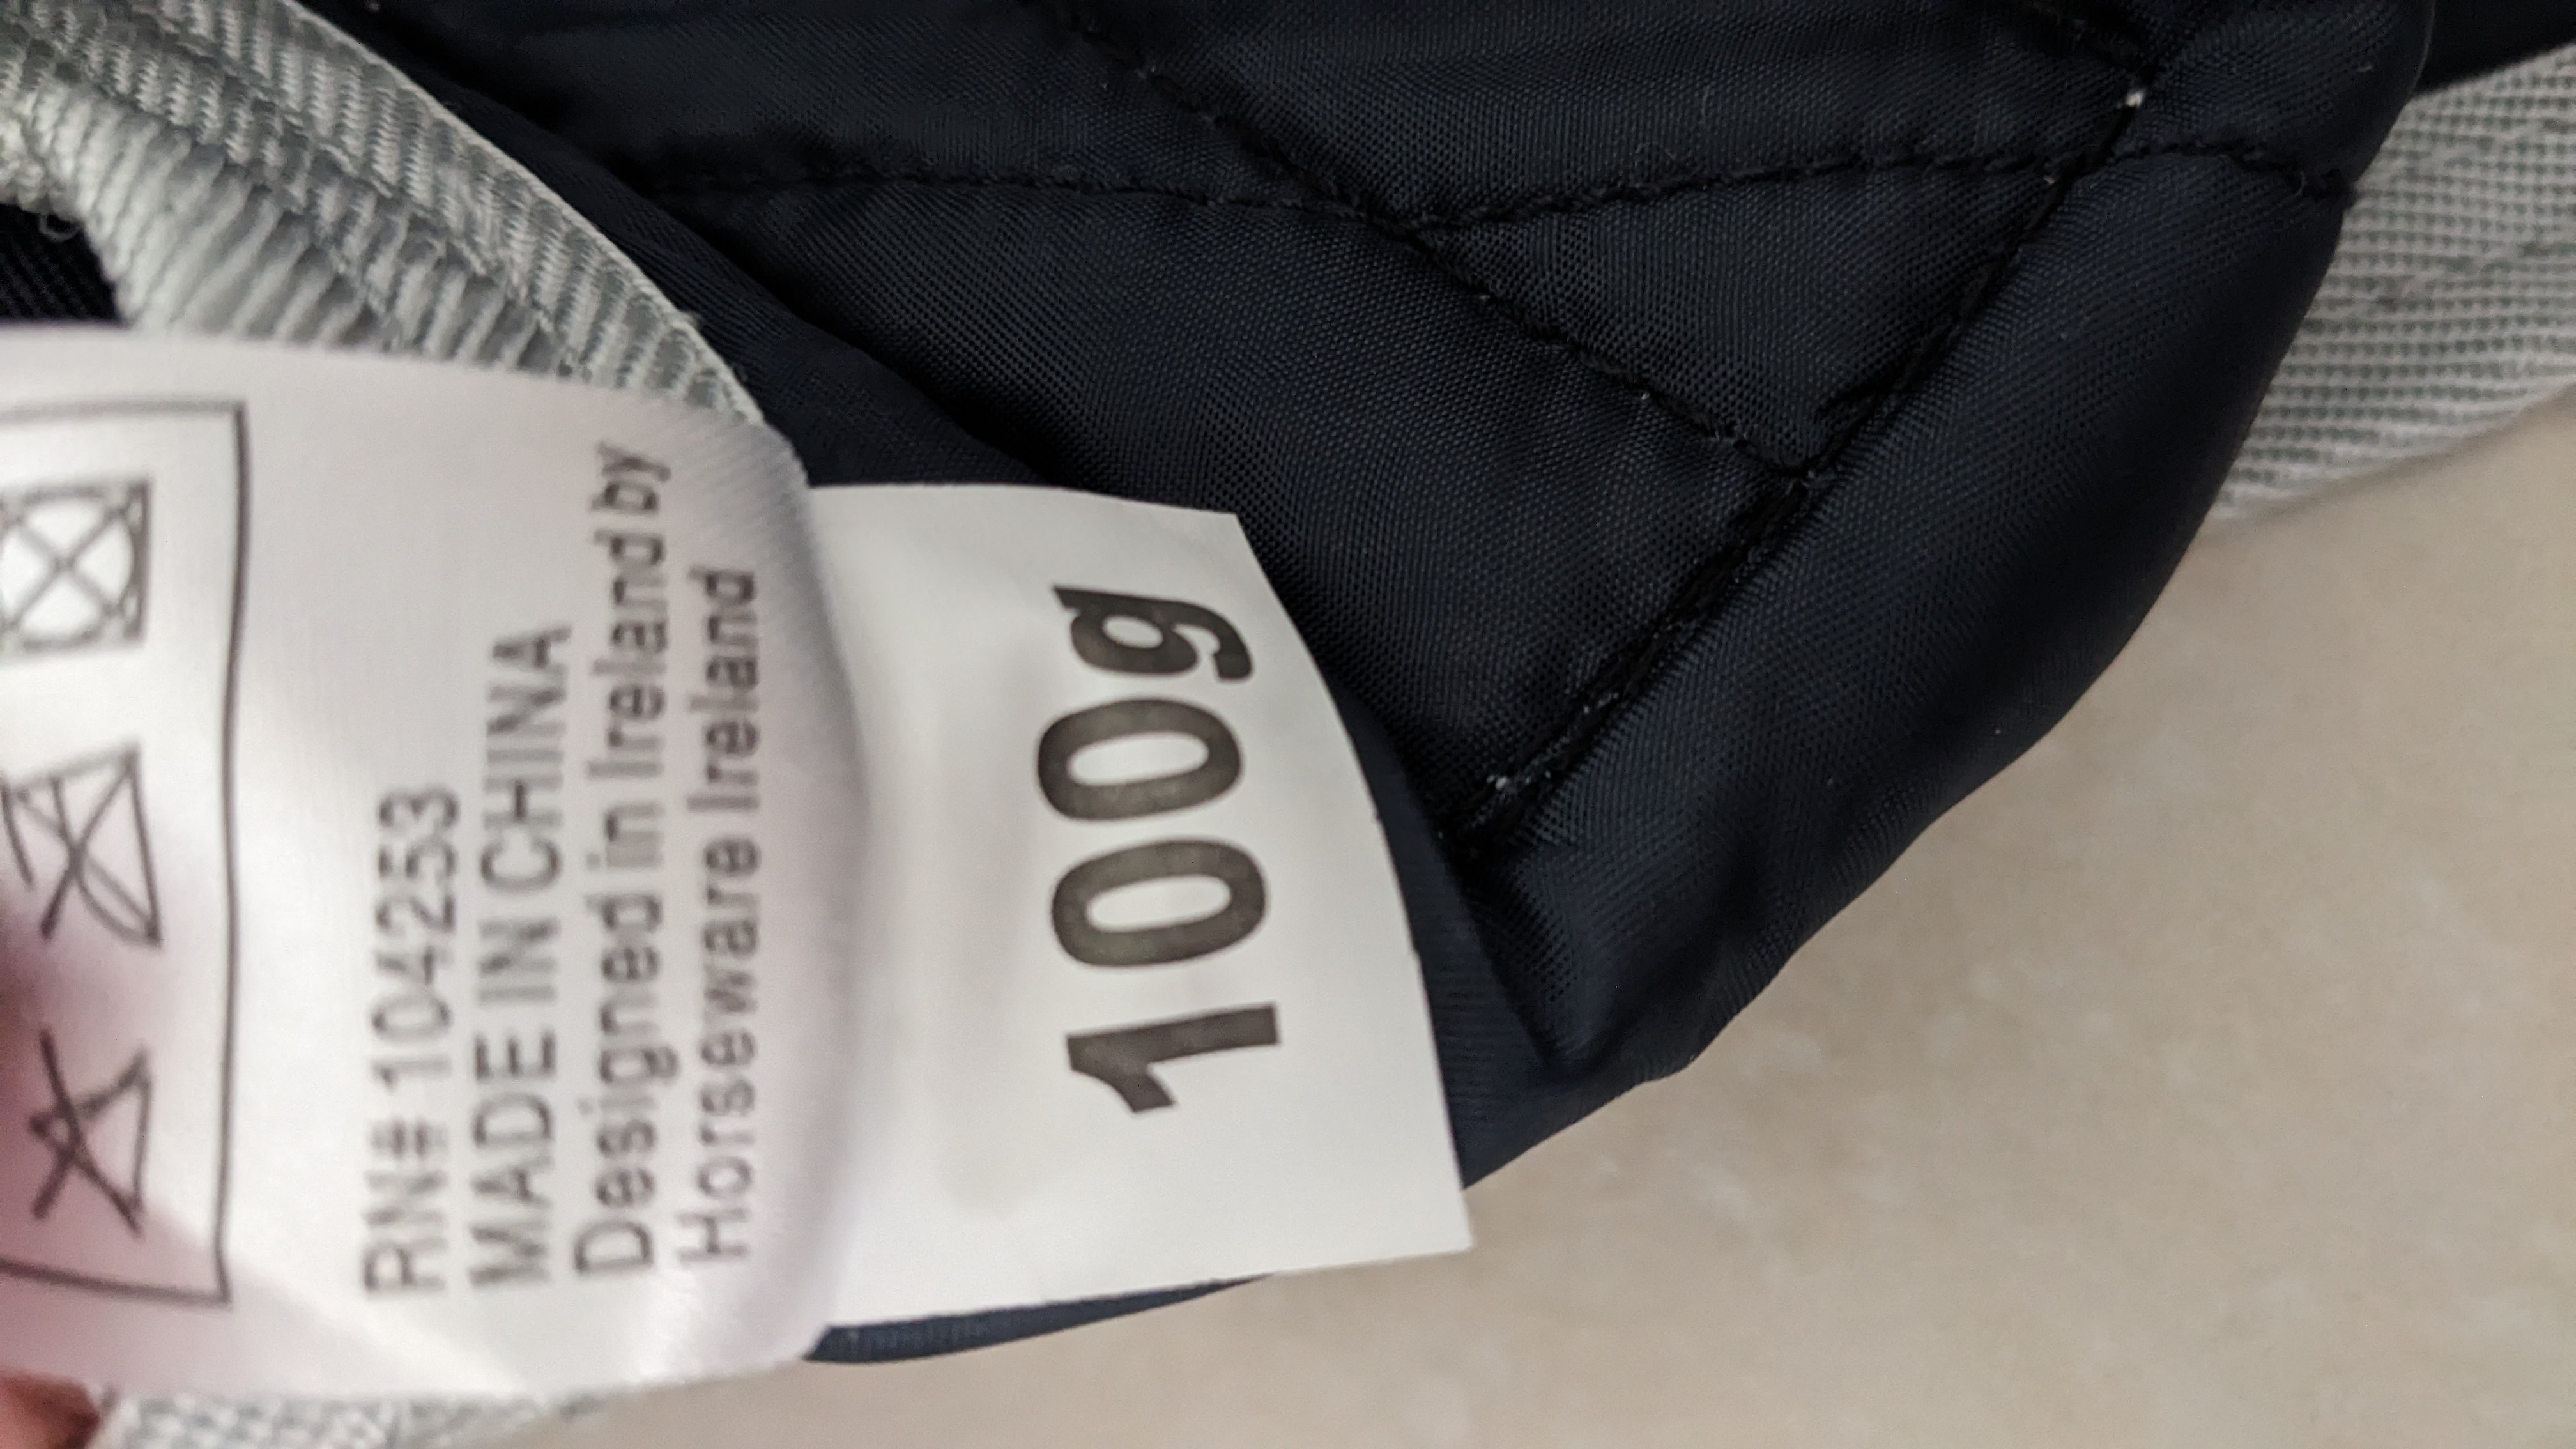 RN# 104253
MADE IN CHINA
Designed in Ireland by
Horseware Ireland
100g